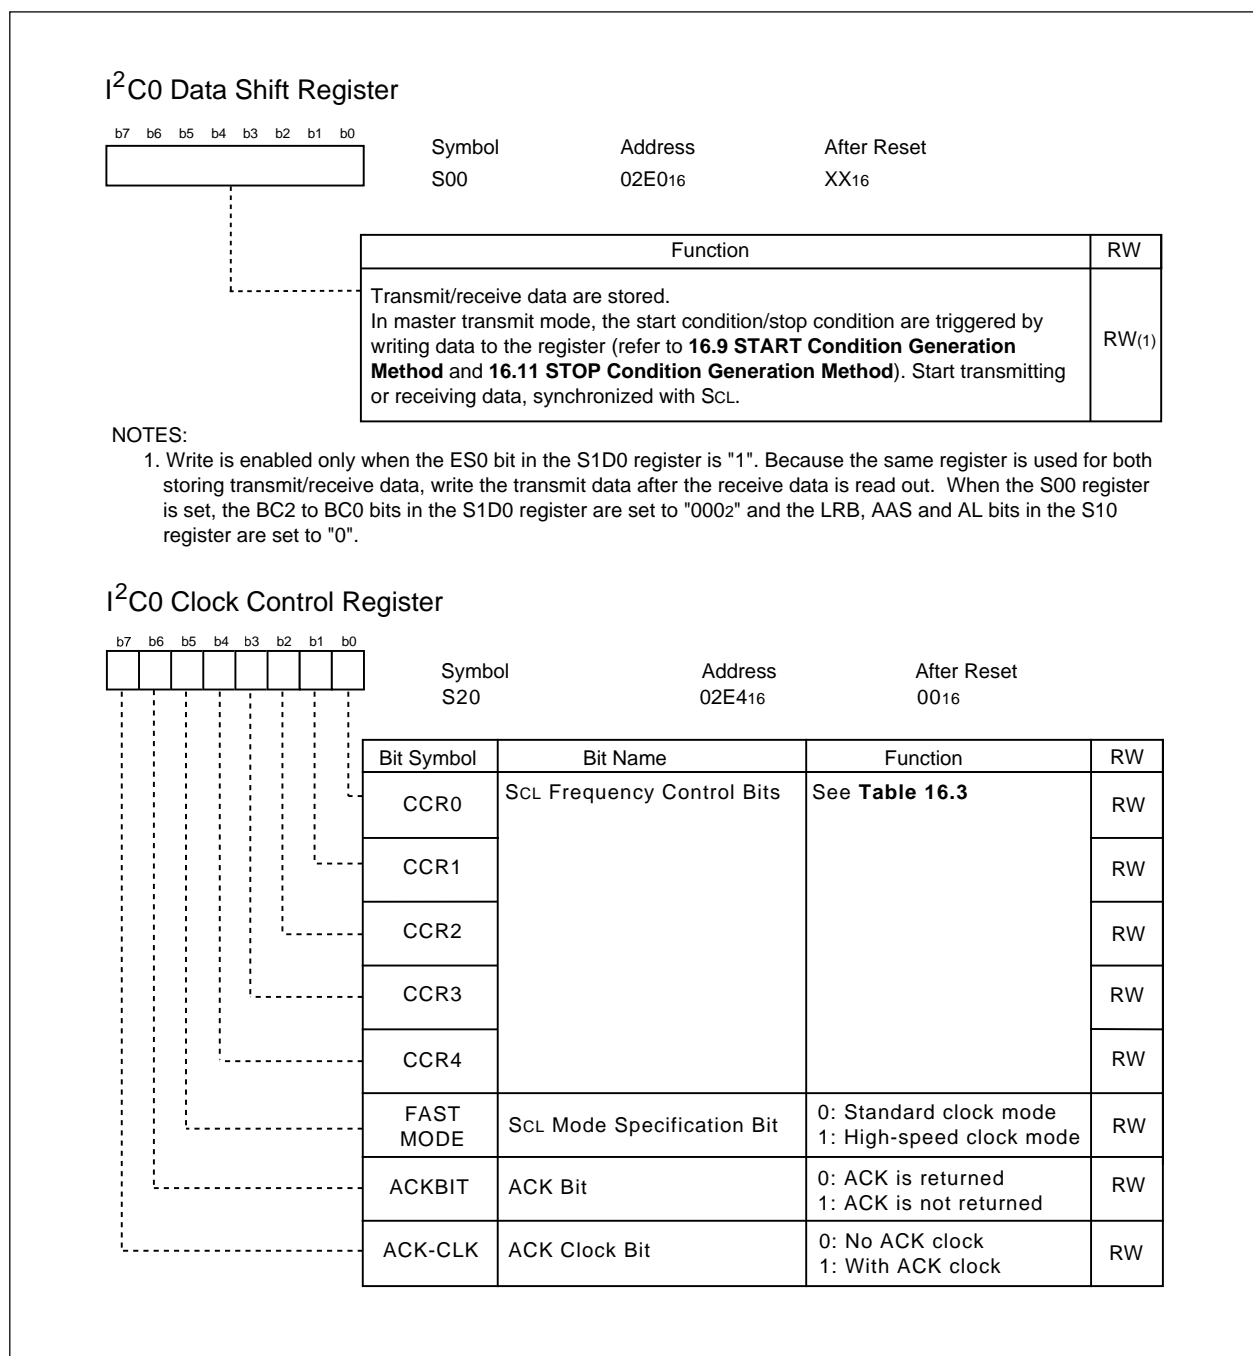 I2C0 Data Shift Register
b7 b6 b5 b4 b3 b2 b1 b0
Symbol Address After Reset
S00 02E016 XX16
Function RW
Transmit/receive data are stored.
In master transmit mode, the start condition/stop condition are triggered by
writing data to the register (refer to 16.9 START Condition Generation
Method and 16.11 STOP Condition Generation Method). Start transmitting
or receiving data, synchronized with SCL.
RW(1)
NOTES:
1. Write is enabled only when the ES0 bit in the S1D0 register is "1". Because the same register is used for both
storing transmit/receive data, write the transmit data after the receive data is read out. When the S00 register
is set, the BC2 to BC0 bits in the S1D0 register are set to "0002" and the LRB, AAS and AL bits in the S10
register are set to "0".
I2C0 Clock Control Register
b7 b6 b5 b4 b3 b2 b1 b0
Symbol Address After Reset
S20 02E416 0016
Bit Symbol Bit Name Function RW
CCR0 SCL Frequency Control Bits See Table 16.3 RW
CCR1 RW
CCR2 RW
CCR3 RW
CCR4 RW
FAST
MODE
SCL Mode Specification Bit
0: Standard clock mode
1: High-speed clock mode
RW
ACKBIT ACK Bit
0: ACK is returned
1: ACK is not returned
RW
ACK-CLK ACK Clock Bit
0: No ACK clock
1: With ACK clock
RW